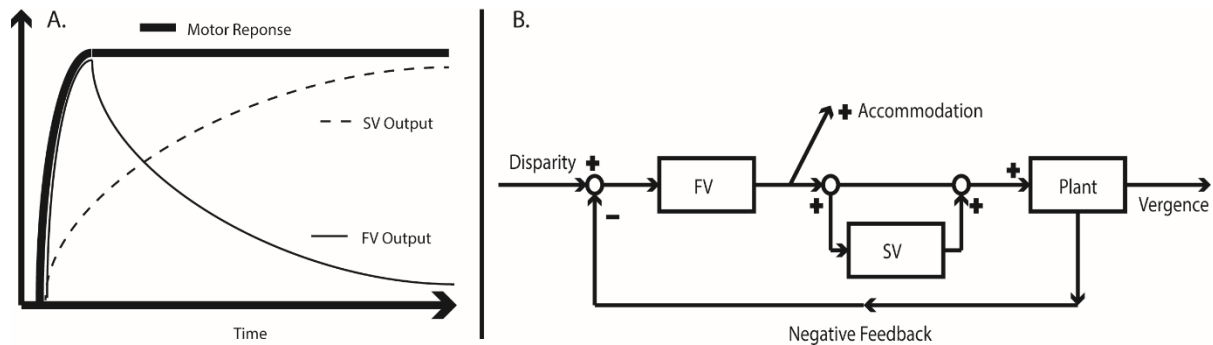 A.
Motor Reponse
SV Output
FV Output
Time
B.
+ Accommodation
Disparity
+
FV
+
+
Plant
Vergence
−
+
SV
Negative Feedback